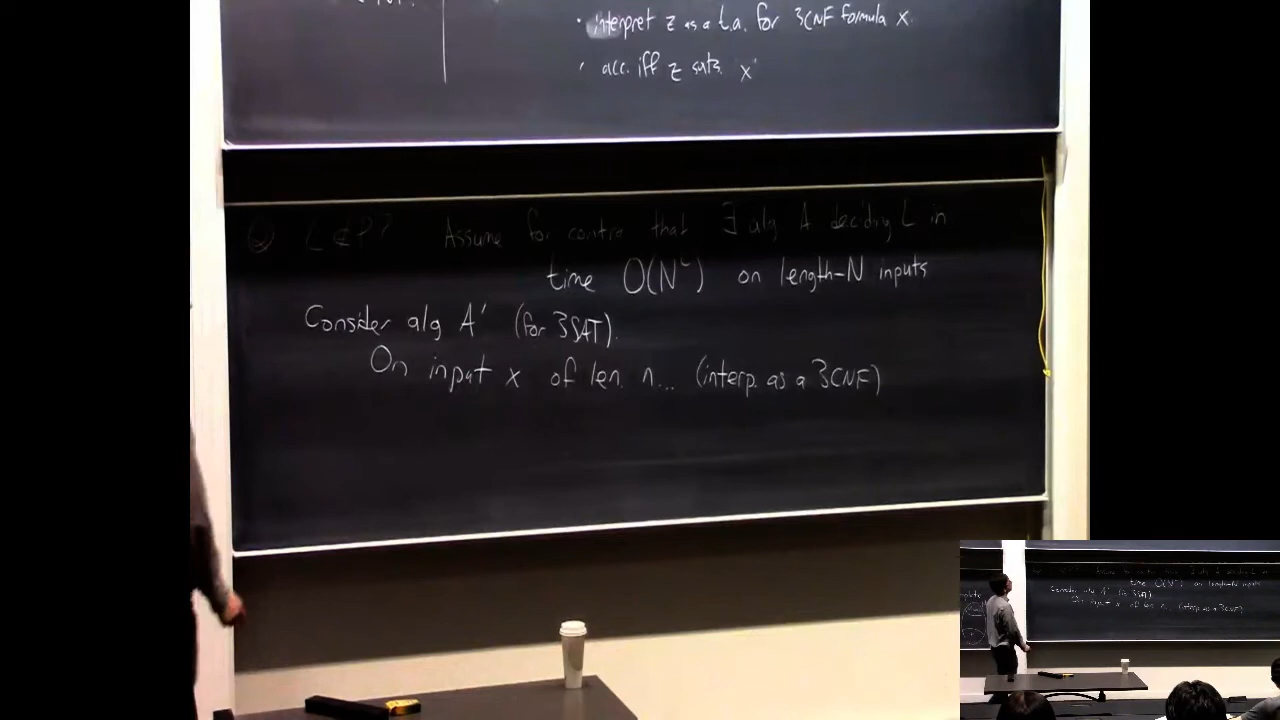 • interpret z as a t.a. for 3CNF formula x.
• acc. iff z sats. x
② L∉P? Assume for contra that ∃ alg A deciding L in
time O(N^c) on length-N inputs
Consider alg A' (for 3SAT).
On input x of len. n... (interp. as a 3CNF)